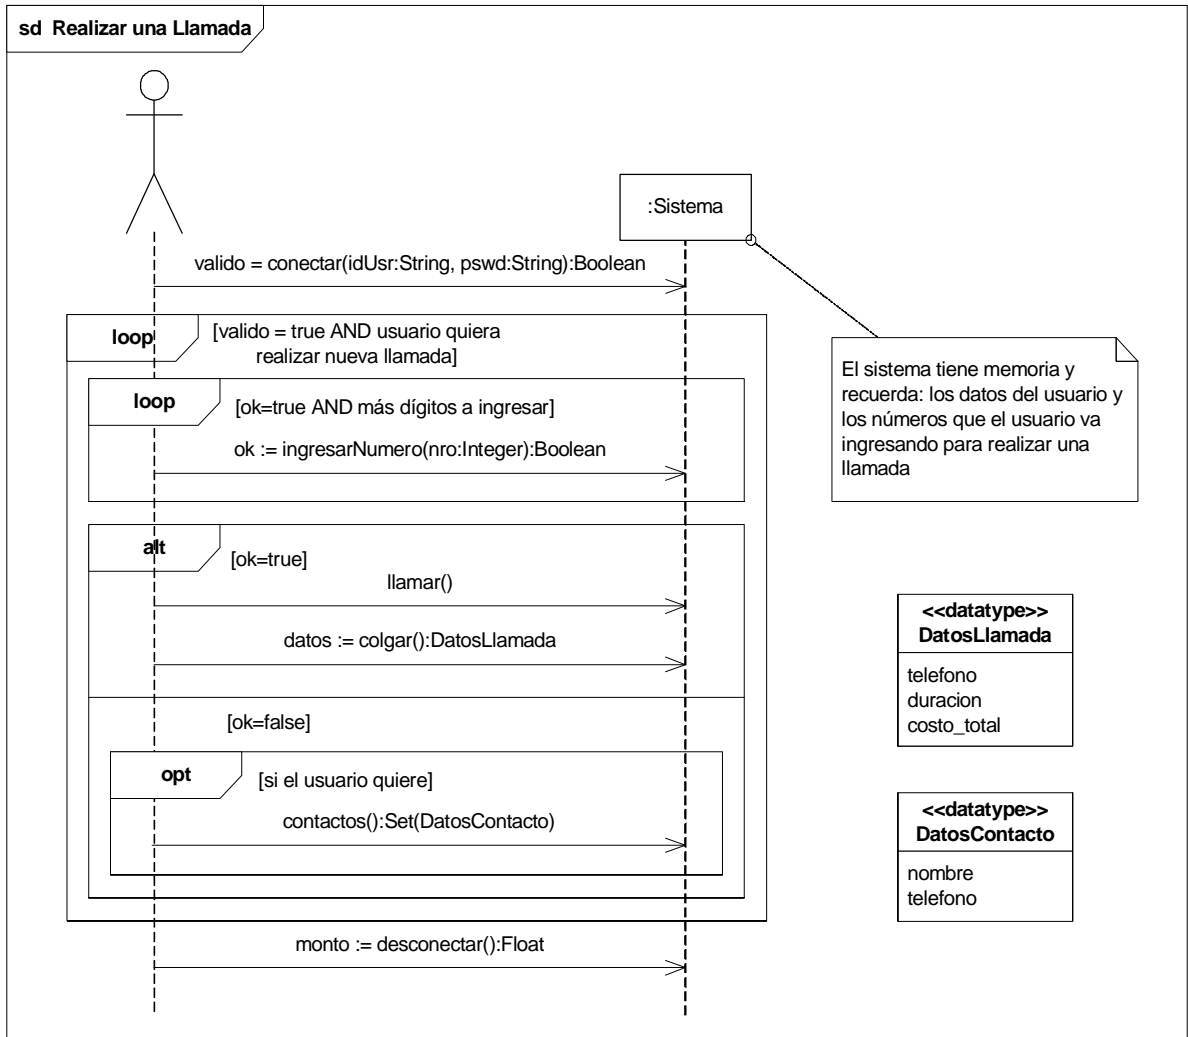 sd  Realizar una Llamada
:Sistema
valido = conectar(idUsr:String, pswd:String):Boolean
loop
[valido = true AND usuario quiera
realizar nueva llamada]
loop
[ok=true AND más dígitos a ingresar]
ok := ingresarNumero(nro:Integer):Boolean
El sistema tiene memoria y
recuerda: los datos del usuario y
los números que el usuario va
ingresando para realizar una
llamada
alt
[ok=true]
llamar()
datos := colgar():DatosLlamada
[ok=false]
opt
[si el usuario quiere]
contactos():Set(DatosContacto)
monto := desconectar():Float
<<datatype>>
DatosLlamada
telefono
duracion
costo_total
<<datatype>>
DatosContacto
nombre
telefono